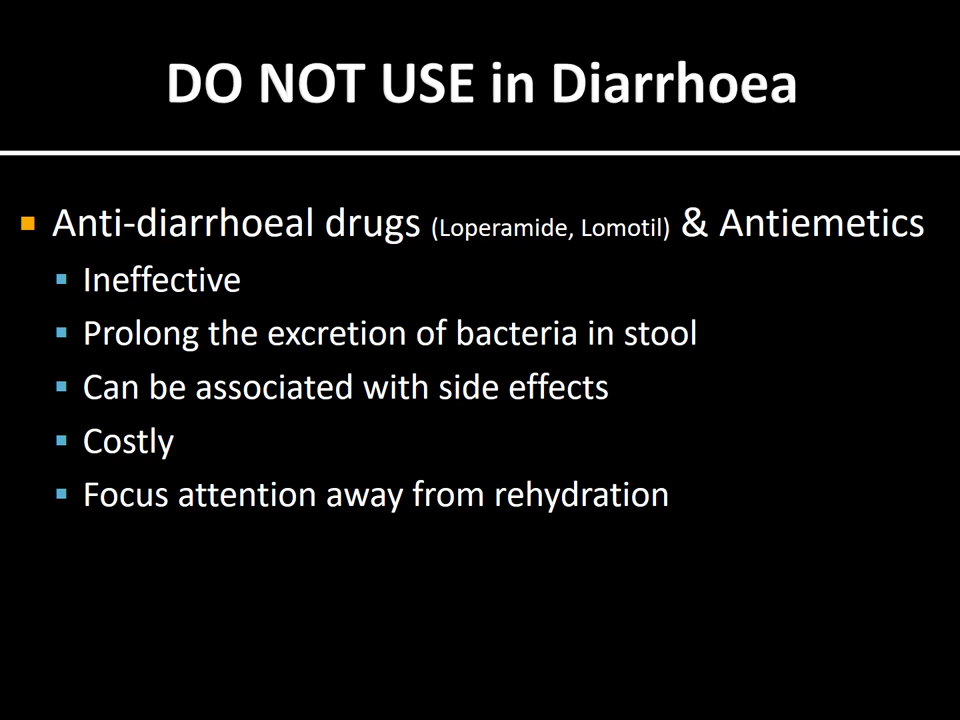 DO NOT USE in Diarrhoea
Anti-diarrhoeal drugs (Loperamide, Lomotil) & Antiemetics
Ineffective
Prolong the excretion of bacteria in stool
Can be associated with side effects
Costly
Focus attention away from rehydration